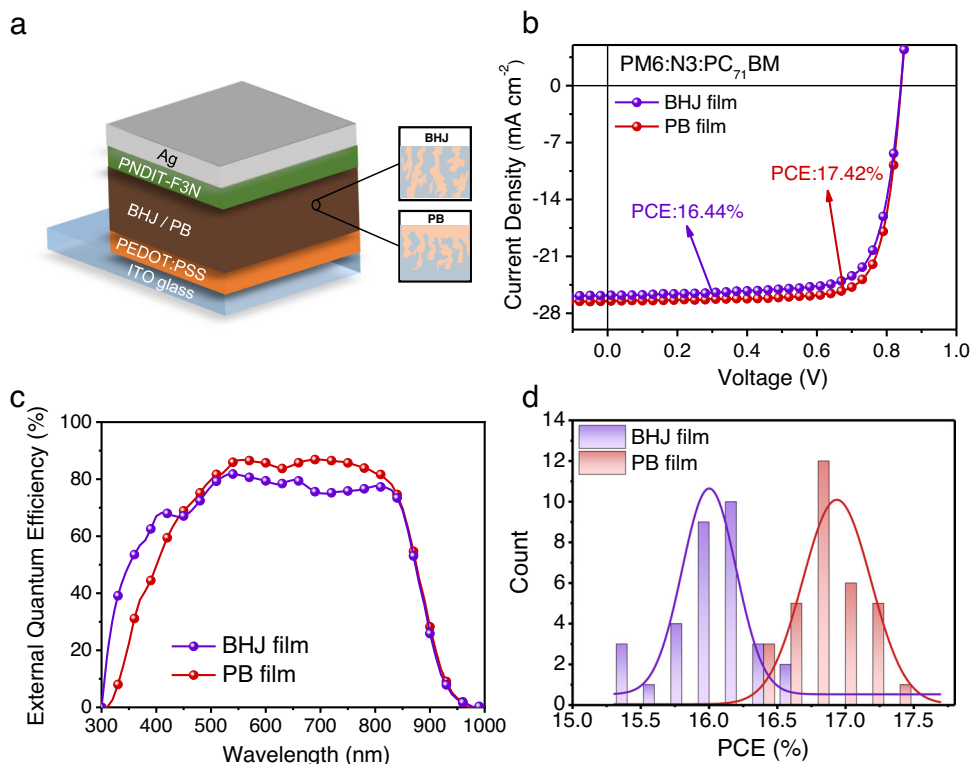 a
Ag
PNDIT-F3N
BHJ / PB
PEDOT:PSS
ITO glass
BHJ
PB
b
PM6:N3:PC71BM
BHJ film
PB film
PCE:17.42%
PCE:16.44%
0
-7
-14
-21
-28
Current Density (mA cm-2)
0.0 0.2 0.4 0.6 0.8 1.0
Voltage (V)
c
100
80
60
40
20
0
External Quantum Efficiency (%)
BHJ film
PB film
300 400 500 600 700 800 900 1000
Wavelength (nm)
d
14
12
10
8
6
4
2
0
Count
BHJ film
PB film
15.0 15.5 16.0 16.5 17.0 17.5
PCE (%)